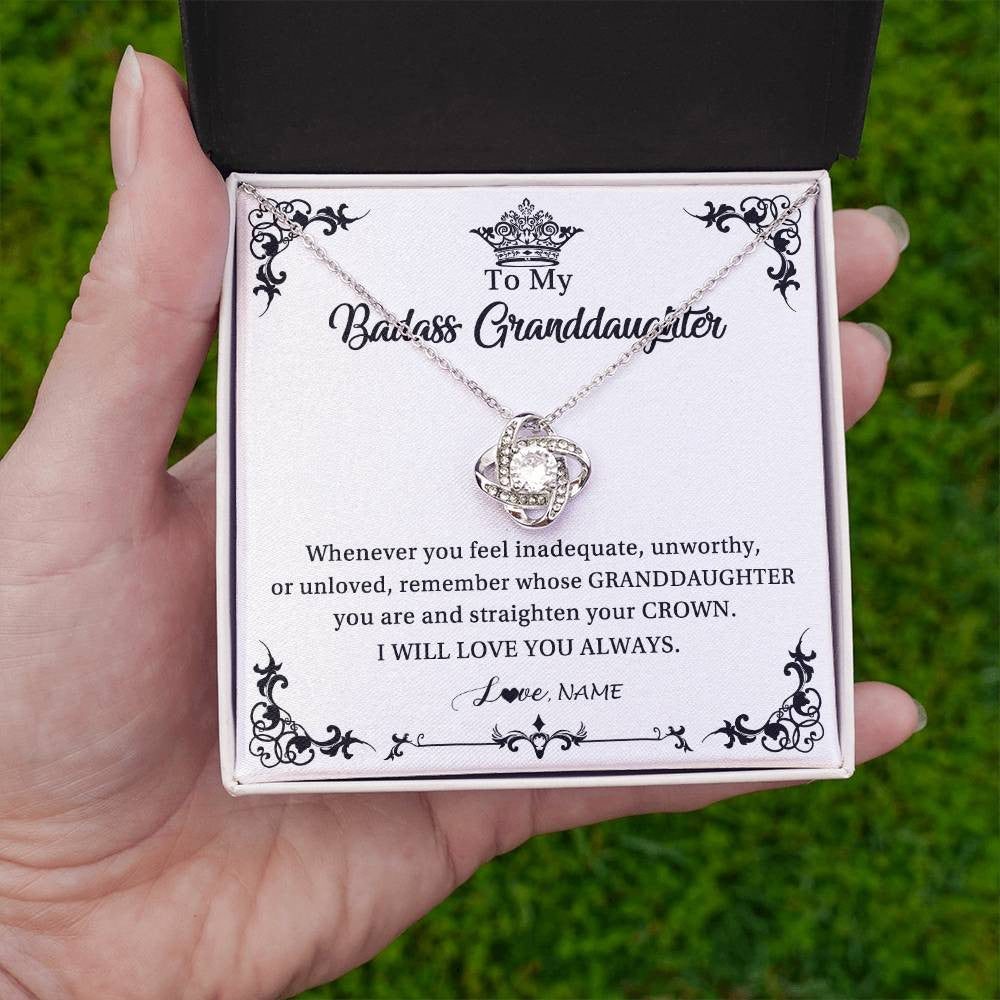 To My
Badass Granddaughter
Whenever you feel inadequate, unworthy,
or unloved, remember whose GRANDDAUGHTER
you are and straighten your CROWN.
I WILL LOVE YOU ALWAYS.
Love, NAME